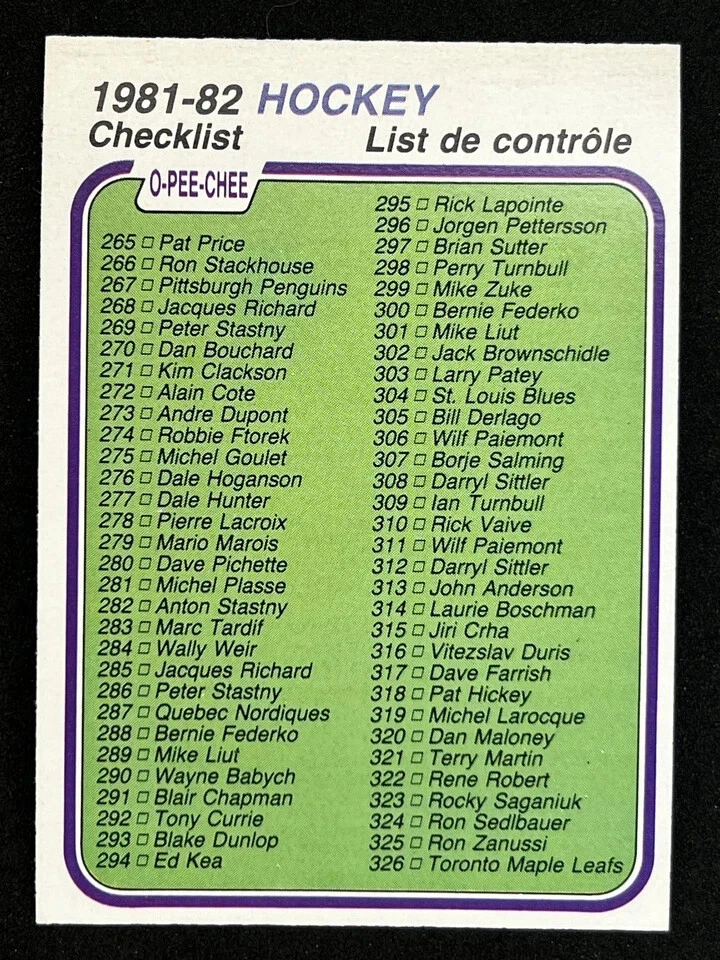 1981-82 HOCKEY
Checklist List de contrôle
O-PEE-CHEE
265 □ Pat Price
266 □ Ron Stackhouse
267 □ Pittsburgh Penguins
268 □ Jacques Richard
269 □ Peter Stastny
270 □ Dan Bouchard
271 □ Kim Clackson
272 □ Alain Cote
273 □ Andre Dupont
274 □ Robbie Ftorek
275 □ Michel Goulet
276 □ Dale Hoganson
277 □ Dale Hunter
278 □ Pierre Lacroix
279 □ Mario Marois
280 □ Dave Pichette
281 □ Michel Plasse
282 □ Anton Stastny
283 □ Marc Tardif
284 □ Wally Weir
285 □ Jacques Richard
286 □ Peter Stastny
287 □ Quebec Nordiques
288 □ Bernie Federko
289 □ Mike Liut
290 □ Wayne Babych
291 □ Blair Chapman
292 □ Tony Currie
293 □ Blake Dunlop
294 □ Ed Kea
295 □ Rick Lapointe
296 □ Jorgen Pettersson
297 □ Brian Sutter
298 □ Perry Turnbull
299 □ Mike Zuke
300 □ Bernie Federko
301 □ Mike Liut
302 □ Jack Brownschidle
303 □ Larry Patey
304 □ St. Louis Blues
305 □ Bill Derlago
306 □ Wilf Paiemont
307 □ Borje Salming
308 □ Darryl Sittler
309 □ Ian Turnbull
310 □ Rick Vaive
311 □ Wilf Paiemont
312 □ Darryl Sittler
313 □ John Anderson
314 □ Laurie Boschman
315 □ Jiri Crha
316 □ Vitezslav Duris
317 □ Dave Farrish
318 □ Pat Hickey
319 □ Michel Larocque
320 □ Dan Maloney
321 □ Terry Martin
322 □ Rene Robert
323 □ Rocky Saganiuk
324 □ Ron Sedlbauer
325 □ Ron Zanussi
326 □ Toronto Maple Leafs